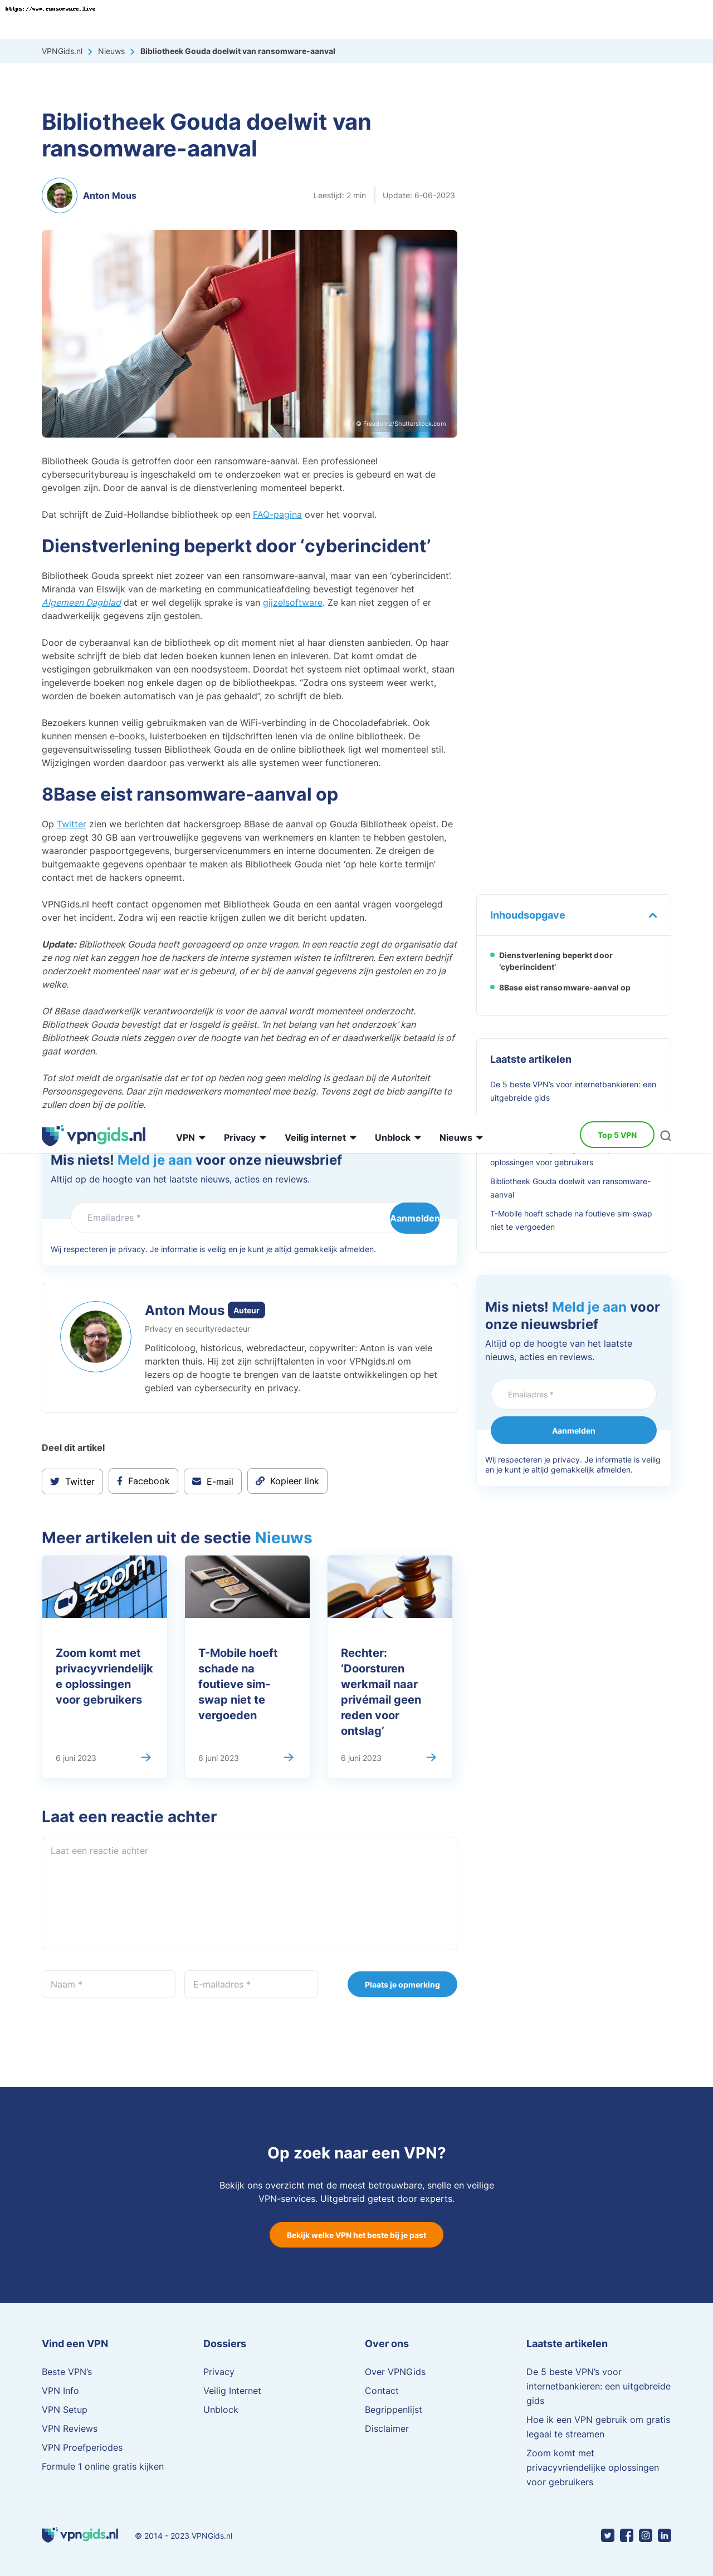 https://www.ransomware.live
VPNGids.nl > Nieuws > Bibliotheek Gouda doelwit van ransomware-aanval
Bibliotheek Gouda doelwit van
ransomware-aanval
Anton Mous
Leestijd: 2 min
Update: 6-06-2023
© Freedomz/Shutterstock.com
Bibliotheek Gouda is getroffen door een ransomware-aanval. Een professioneel
cybersecuritybureau is ingeschakeld om te onderzoeken wat er precies is gebeurd en wat de
gevolgen zijn. Door de aanval is de dienstverlening momenteel beperkt.
Dat schrijft de Zuid-Hollandse bibliotheek op een FAQ-pagina over het voorval.
Dienstverlening beperkt door ‘cyberincident’
Bibliotheek Gouda spreekt niet zozeer van een ransomware-aanval, maar van een ‘cyberincident’.
Miranda van Elswijk van de marketing en communicatieafdeling bevestigt tegenover het
Algemeen Dagblad dat er wel degelijk sprake is van gijzelsoftware. Ze kan niet zeggen of er
daadwerkelijk gegevens zijn gestolen.
Door de cyberaanval kan de bibliotheek op dit moment niet al haar diensten aanbieden. Op haar
website schrijft de bieb dat leden boeken kunnen lenen en inleveren. Dat komt omdat de
vestigingen gebruikmaken van een noodsysteem. Doordat het systeem niet optimaal werkt, staan
ingeleverde boeken nog enkele dagen op de bibliotheekpas. “Zodra ons systeem weer werkt,
worden de boeken automatisch van je pas gehaald”, zo schrijft de bieb.
Bezoekers kunnen veilig gebruikmaken van de WiFi-verbinding in de Chocoladefabriek. Ook
kunnen mensen e-books, luisterboeken en tijdschriften lenen via de online bibliotheek. De
gegevensuitwisseling tussen Bibliotheek Gouda en de online bibliotheek ligt wel momenteel stil.
Wijzigingen worden daardoor pas verwerkt als alle systemen weer functioneren.
8Base eist ransomware-aanval op
Op Twitter zien we berichten dat hackersgroep 8Base de aanval op Gouda Bibliotheek opeist. De
groep zegt 30 GB aan vertrouwelijke gegevens van werknemers en klanten te hebben gestolen,
waaronder paspoortgegevens, burgerservicenummers en interne documenten. Ze dreigen de
buitgemaakte gegevens openbaar te maken als Bibliotheek Gouda niet ‘op hele korte termijn’
contact met de hackers opneemt.
VPNGids.nl heeft contact opgenomen met Bibliotheek Gouda en een aantal vragen voorgelegd
over het incident. Zodra wij een reactie krijgen zullen we dit bericht updaten.
Update: Bibliotheek Gouda heeft gereageerd op onze vragen. In een reactie zegt de organisatie dat
ze nog niet kan zeggen hoe de hackers de interne systemen wisten te infiltreren. Een extern bedrijf
onderzoekt momenteel naar wat er is gebeurd, of er bij de aanval gegevens zijn gestolen en zo ja
welke.
Of 8Base daadwerkelijk verantwoordelijk is voor de aanval wordt op dit moment onderzocht.
Bibliotheek Gouda bevestigt dat er losgeld is geëist. ‘In het belang van het onderzoek’ kan
Bibliotheek Gouda niets zeggen over de hoogte van het bedrag en of er daadwerkelijk betaald is of
gaat worden.
Tot slot meldt de organisatie dat er tot op heden nog geen melding is gedaan bij de Autoriteit
Persoonsgegevens. Daar zijn medewerkers momenteel mee bezig. Tevens zegt de bieb aangifte te
zullen doen bij de politie.
Inhoudsopgave
Dienstverlening beperkt door
‘cyberincident’
8Base eist ransomware-aanval op
Laatste artikelen
De 5 beste VPN’s voor internetbankieren: een
uitgebreide gids
vpngids.nl
VPN
Privacy
Veilig internet
Unblock
Nieuws
Top 5 VPN
oplossingen voor gebruikers
Bibliotheek Gouda doelwit van ransomware-
aanval
T-Mobile hoeft schade na foutieve sim-swap
niet te vergoeden
Mis niets! Meld je aan voor onze nieuwsbrief
Altijd op de hoogte van het laatste nieuws, acties en reviews.
Emailadres *
Aanmelden
Wij respecteren je privacy. Je informatie is veilig en je kunt je altijd gemakkelijk afmelden.
Mis niets! Meld je aan voor
onze nieuwsbrief
Altijd op de hoogte van het laatste
nieuws, acties en reviews.
Emailadres *
Aanmelden
Wij respecteren je privacy. Je informatie is veilig
en je kunt je altijd gemakkelijk afmelden.
Anton Mous Auteur
Privacy en securityredacteur
Politicoloog, historicus, webredacteur, copywriter: Anton is van vele
markten thuis. Hij zet zijn schrijftalenten in voor VPNgids.nl om
lezers op de hoogte te brengen van de laatste ontwikkelingen op het
gebied van cybersecurity en privacy.
Deel dit artikel
Twitter
Facebook
E-mail
Kopieer link
Meer artikelen uit de sectie Nieuws
zoom
Zoom komt met
privacyvriendelijk
e oplossingen
voor gebruikers
6 juni 2023
T-Mobile hoeft
schade na
foutieve sim-
swap niet te
vergoeden
6 juni 2023
Rechter:
‘Doorsturen
werkmail naar
privémail geen
reden voor
ontslag’
6 juni 2023
Laat een reactie achter
Laat een reactie achter
Naam *
E-mailadres *
Plaats je opmerking
Op zoek naar een VPN?
Bekijk ons overzicht met de meest betrouwbare, snelle en veilige
VPN-services. Uitgebreid getest door experts.
Bekijk welke VPN het beste bij je past
Vind een VPN
Beste VPN’s
VPN Info
VPN Setup
VPN Reviews
VPN Proefperiodes
Formule 1 online gratis kijken
Dossiers
Privacy
Veilig Internet
Unblock
Over ons
Over VPNGids
Contact
Begrippenlijst
Disclaimer
Laatste artikelen
De 5 beste VPN’s voor
internetbankieren: een uitgebreide
gids
Hoe ik een VPN gebruik om gratis
legaal te streamen
Zoom komt met
privacyvriendelijke oplossingen
voor gebruikers
vpngids.nl
© 2014 - 2023 VPNGids.nl